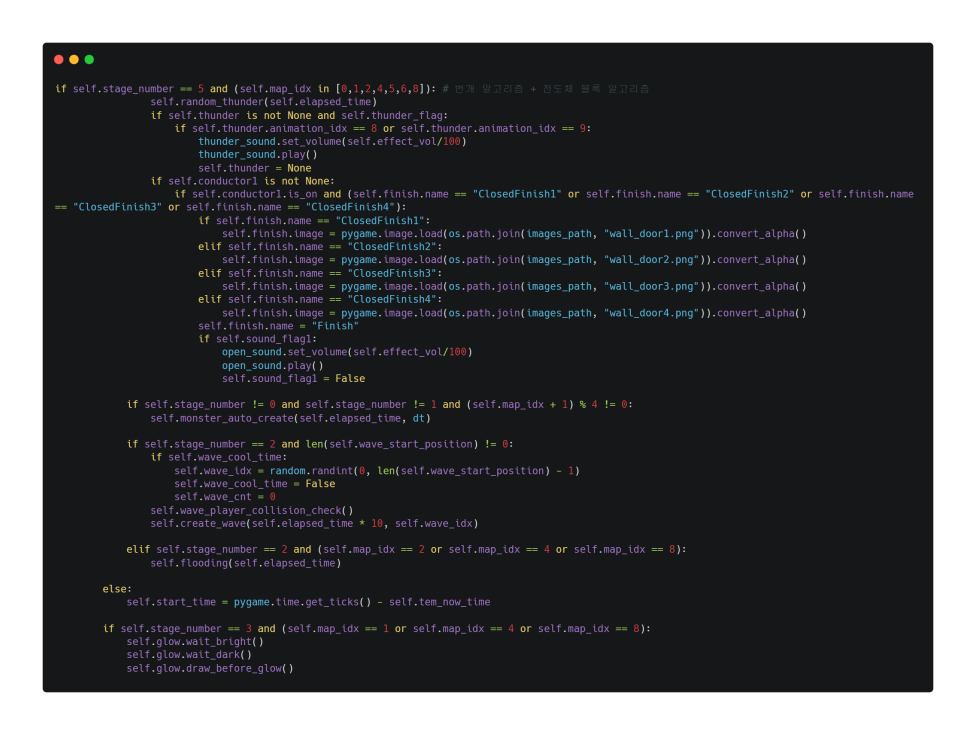 if self.stage_number == 5 and (self.map_idx in [0,1,2,4,5,6,8]): # 번개 알고리즘 + 전도체 블록 알고리즘
                self.random_thunder(self.elapsed_time)
                if self.thunder is not None and self.thunder_flag:
                    if self.thunder.animation_idx == 8 or self.thunder.animation_idx == 9:
                        thunder_sound.set_volume(self.effect_vol/100)
                        thunder_sound.play()
                        self.thunder = None
                if self.conductor1 is not None:
                    if self.conductor1.is_on and (self.finish.name == "ClosedFinish1" or self.finish.name == "ClosedFinish2" or self.finish.name
== "ClosedFinish3" or self.finish.name == "ClosedFinish4"):
                        if self.finish.name == "ClosedFinish1":
                            self.finish.image = pygame.image.load(os.path.join(images_path, "wall_door1.png")).convert_alpha()
                        elif self.finish.name == "ClosedFinish2":
                            self.finish.image = pygame.image.load(os.path.join(images_path, "wall_door2.png")).convert_alpha()
                        elif self.finish.name == "ClosedFinish3":
                            self.finish.image = pygame.image.load(os.path.join(images_path, "wall_door3.png")).convert_alpha()
                        elif self.finish.name == "ClosedFinish4":
                            self.finish.image = pygame.image.load(os.path.join(images_path, "wall_door4.png")).convert_alpha()
                        self.finish.name = "Finish"
                        if self.sound_flag1:
                            open_sound.set_volume(self.effect_vol/100)
                            open_sound.play()
                            self.sound_flag1 = False
            if self.stage_number != 0 and self.stage_number != 1 and (self.map_idx + 1) % 4 != 0:
                self.monster_auto_create(self.elapsed_time, dt)
            if self.stage_number == 2 and len(self.wave_start_position) != 0:
                if self.wave_cool_time:
                    self.wave_idx = random.randint(0, len(self.wave_start_position) - 1)
                    self.wave_cool_time = False
                    self.wave_cnt = 0
                self.wave_player_collision_check()
                self.create_wave(self.elapsed_time * 10, self.wave_idx)
            elif self.stage_number == 2 and (self.map_idx == 2 or self.map_idx == 4 or self.map_idx == 8):
                self.flooding(self.elapsed_time)
        else:
            self.start_time = pygame.time.get_ticks() - self.tem_now_time
        if self.stage_number == 3 and (self.map_idx == 1 or self.map_idx == 4 or self.map_idx == 8):
            self.glow.wait_bright()
            self.glow.wait_dark()
            self.glow.draw_before_glow()